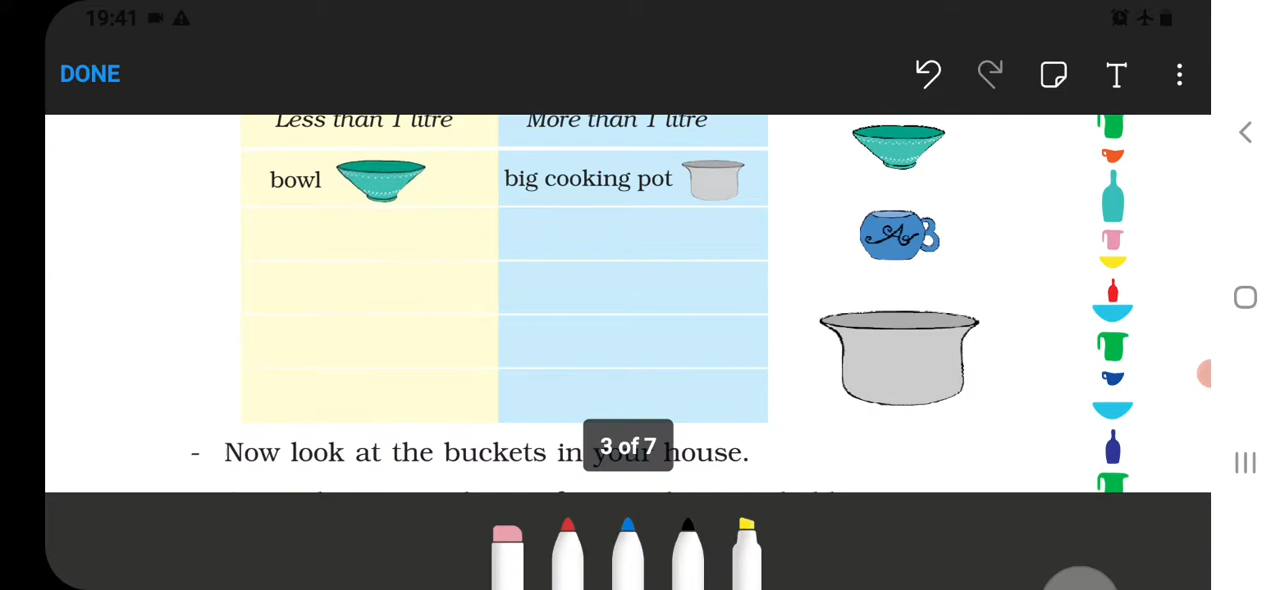 19:41
DONE
T
Less than 1 litre More than 1 litre
bowl big cooking pot
3 of 7
- Now look at the buckets in your house.